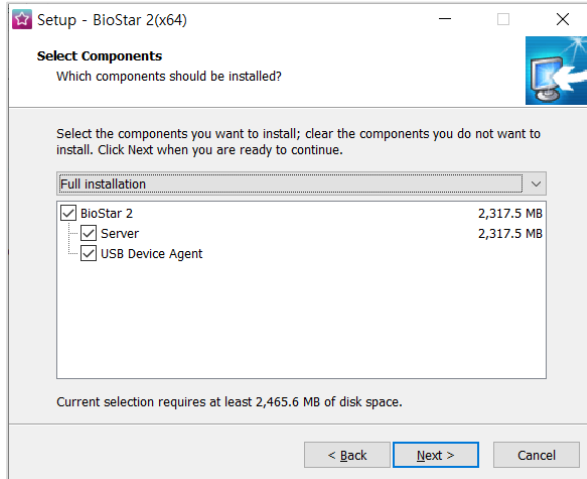 Setup - BioStar 2(x64)
Select Components
Which components should be installed?
Select the components you want to install; clear the components you do not want to
install. Click Next when you are ready to continue.
Full installation
BioStar 2 2,317.5 MB
Server 2,317.5 MB
USB Device Agent
Current selection requires at least 2,465.6 MB of disk space.
< Back Next > Cancel